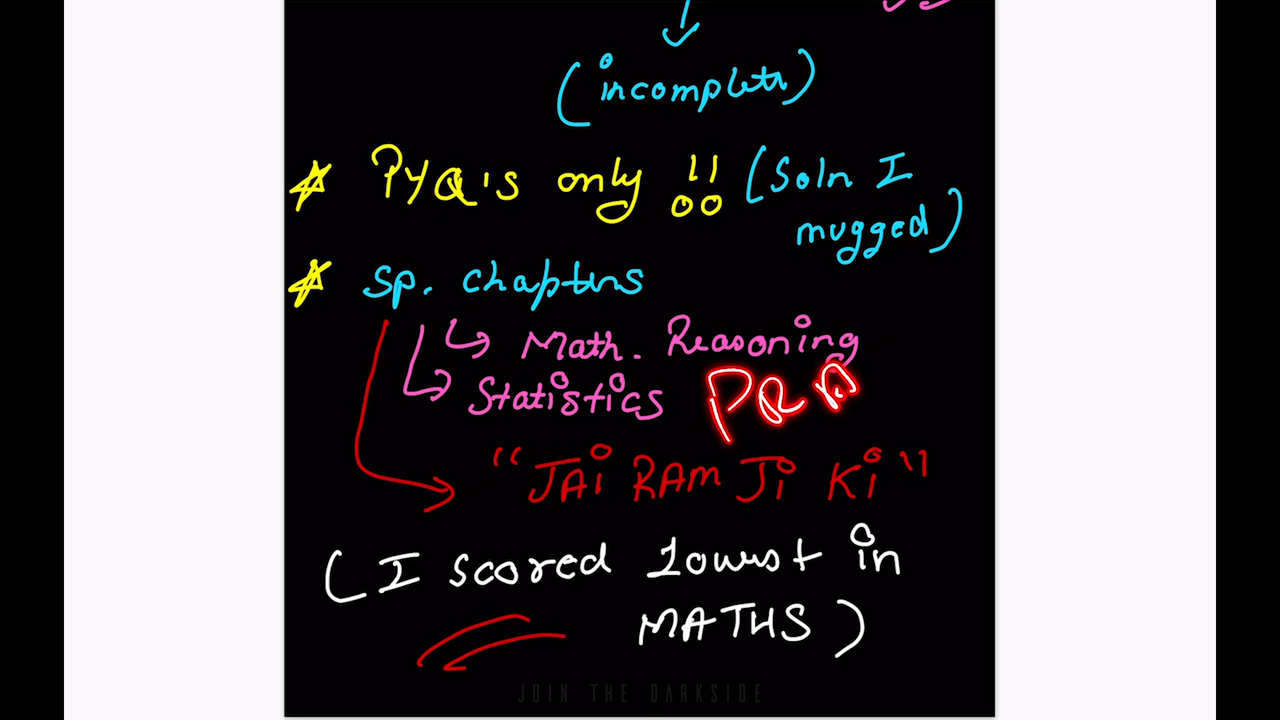 (incomplete)
☆ PYQ's only !! (Soln I
mugged)
☆ Sp. chapters
↳ Math. Reasoning
↳ Statistics PRA
"JAi RAM Ji Ki"
(I scored lowest in
MATHS)
JOIN THE DARKSIDE